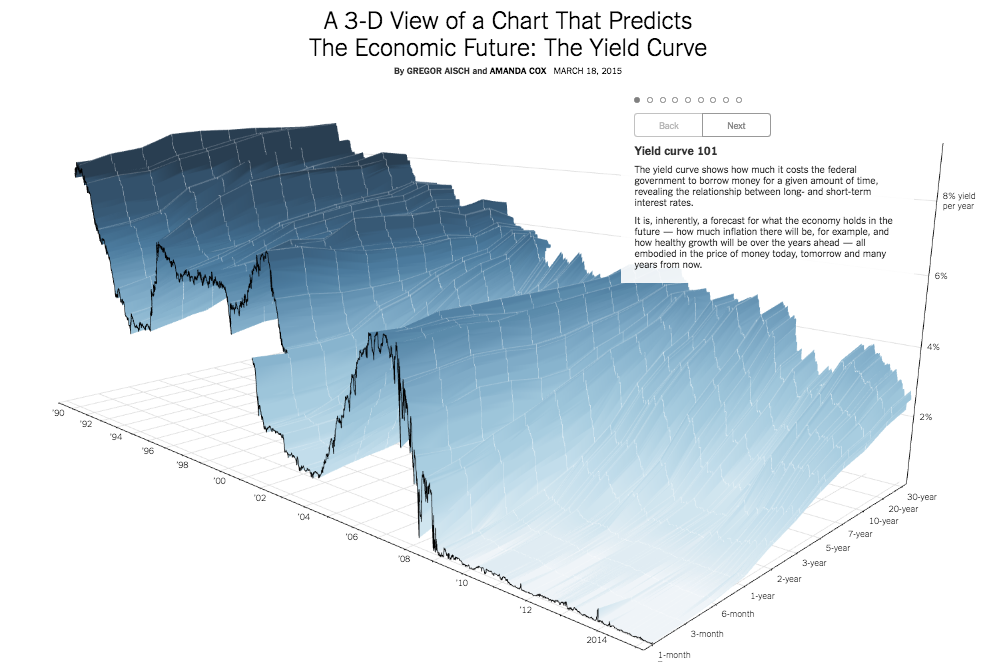 A 3-D View of a Chart That Predicts
The Economic Future: The Yield Curve
By GREGOR AISCH and AMANDA COX MARCH 18, 2015
Back
Next
Yield curve 101
The yield curve shows how much it costs the federal
government to borrow money for a given amount of time,
revealing the relationship between long- and short-term
interest rates.
It is, inherently, a forecast for what the economy holds in the
future — how much inflation there will be, for example, and
how healthy growth will be over the years ahead — all
embodied in the price of money today, tomorrow and many
years from now.
8% yield
per year
6%
4%
2%
'90
'92
'94
'96
'98
'00
'02
'04
'06
'08
'10
'12
2014
30-year
20-year
10-year
7-year
5-year
3-year
2-year
1-year
6-month
3-month
1-month